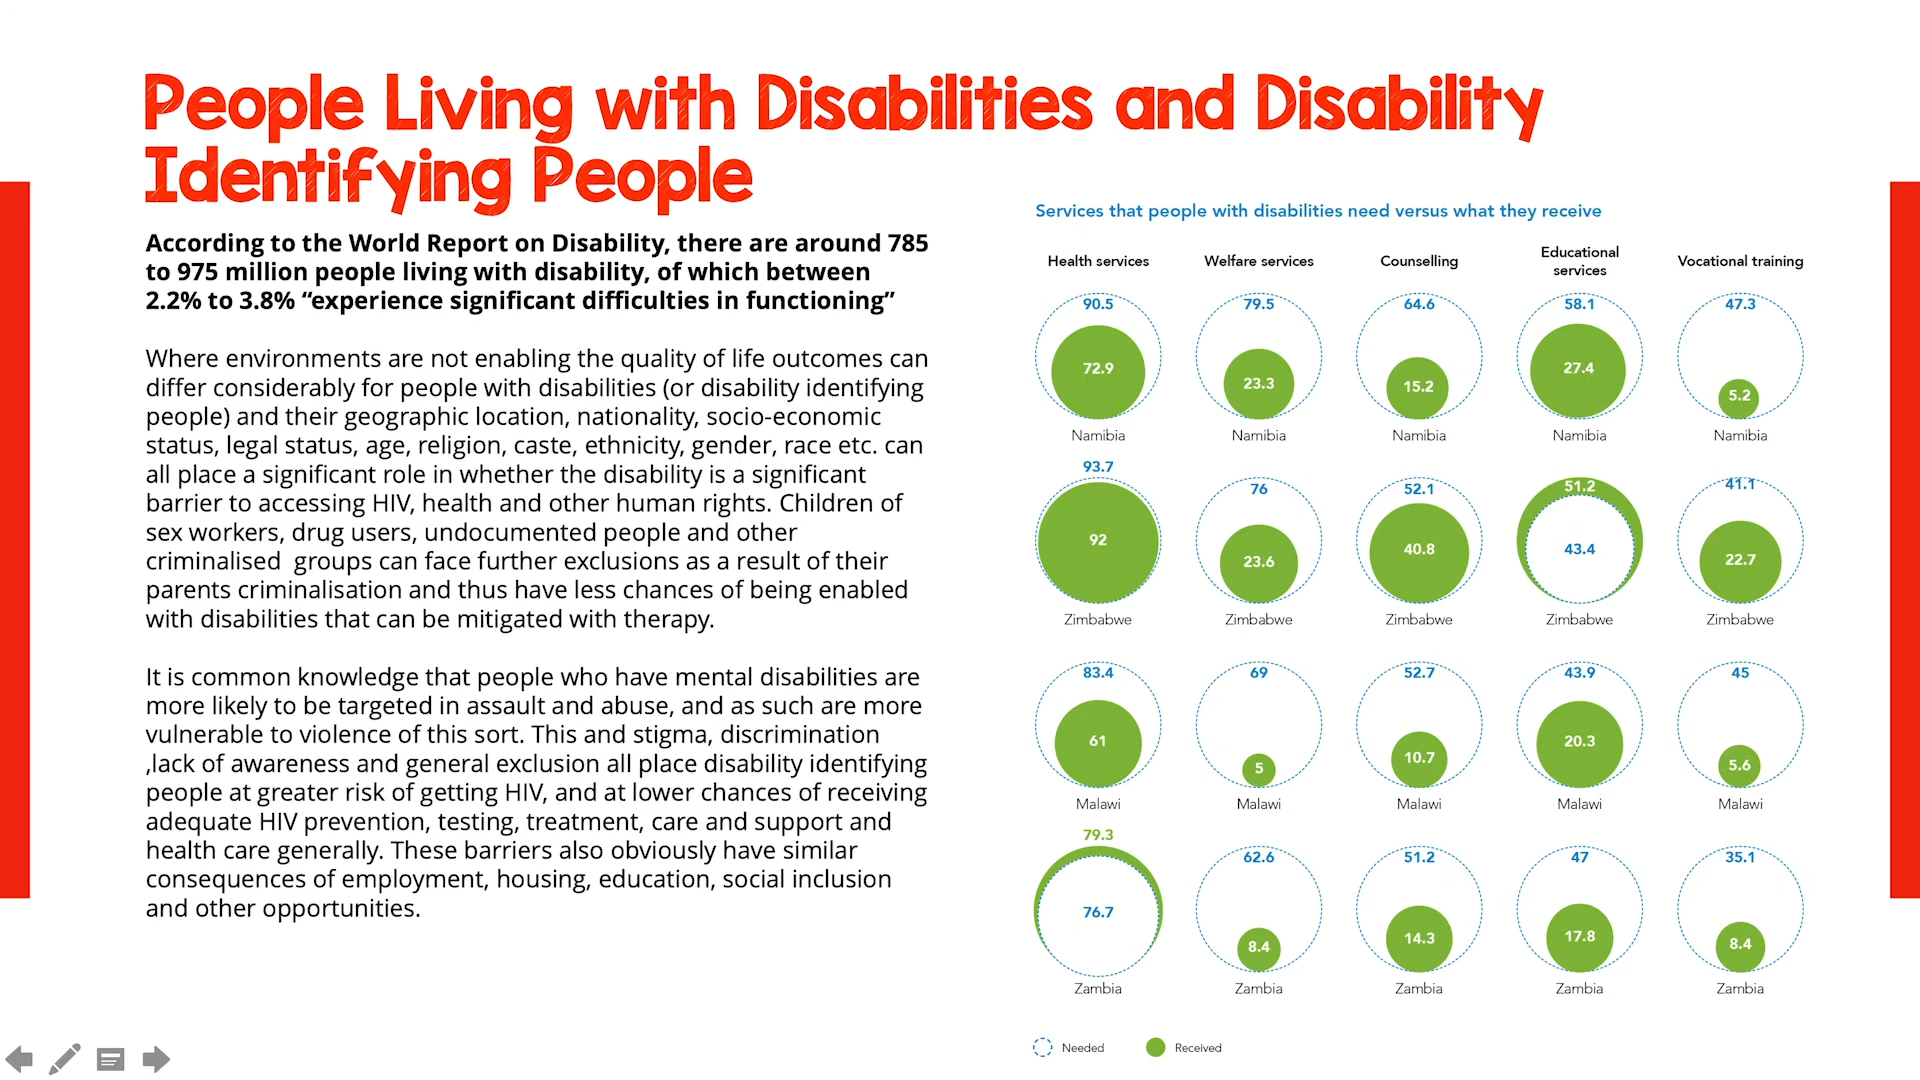 People Living with Disabilities and Disability
Identifying People
According to the World Report on Disability, there are around 785
to 975 million people living with disability, of which between
2.2% to 3.8% “experience significant difficulties in functioning”
Where environments are not enabling the quality of life outcomes can
differ considerably for people with disabilities (or disability identifying
people) and their geographic location, nationality, socio-economic
status, legal status, age, religion, caste, ethnicity, gender, race etc. can
all place a significant role in whether the disability is a significant
barrier to accessing HIV, health and other human rights. Children of
sex workers, drug users, undocumented people and other
criminalised  groups can face further exclusions as a result of their
parents criminalisation and thus have less chances of being enabled
with disabilities that can be mitigated with therapy.
It is common knowledge that people who have mental disabilities are
more likely to be targeted in assault and abuse, and as such are more
vulnerable to violence of this sort. This and stigma, discrimination
,lack of awareness and general exclusion all place disability identifying
people at greater risk of getting HIV, and at lower chances of receiving
adequate HIV prevention, testing, treatment, care and support and
health care generally. These barriers also obviously have similar
consequences of employment, housing, education, social inclusion
and other opportunities.
Services that people with disabilities need versus what they receive
Health services Welfare services Counselling Educational services Vocational training
90.5 79.5 64.6 58.1 47.3
72.9 23.3 15.2 27.4 5.2
Namibia Namibia Namibia Namibia Namibia
93.7 76 52.1 51.2 41.1
92 23.6 40.8 43.4 22.7
Zimbabwe Zimbabwe Zimbabwe Zimbabwe Zimbabwe
83.4 69 52.7 43.9 45
61 5 10.7 20.3 5.6
Malawi Malawi Malawi Malawi Malawi
79.3 62.6 51.2 47 35.1
76.7 8.4 14.3 17.8 8.4
Zambia Zambia Zambia Zambia Zambia
Needed Received